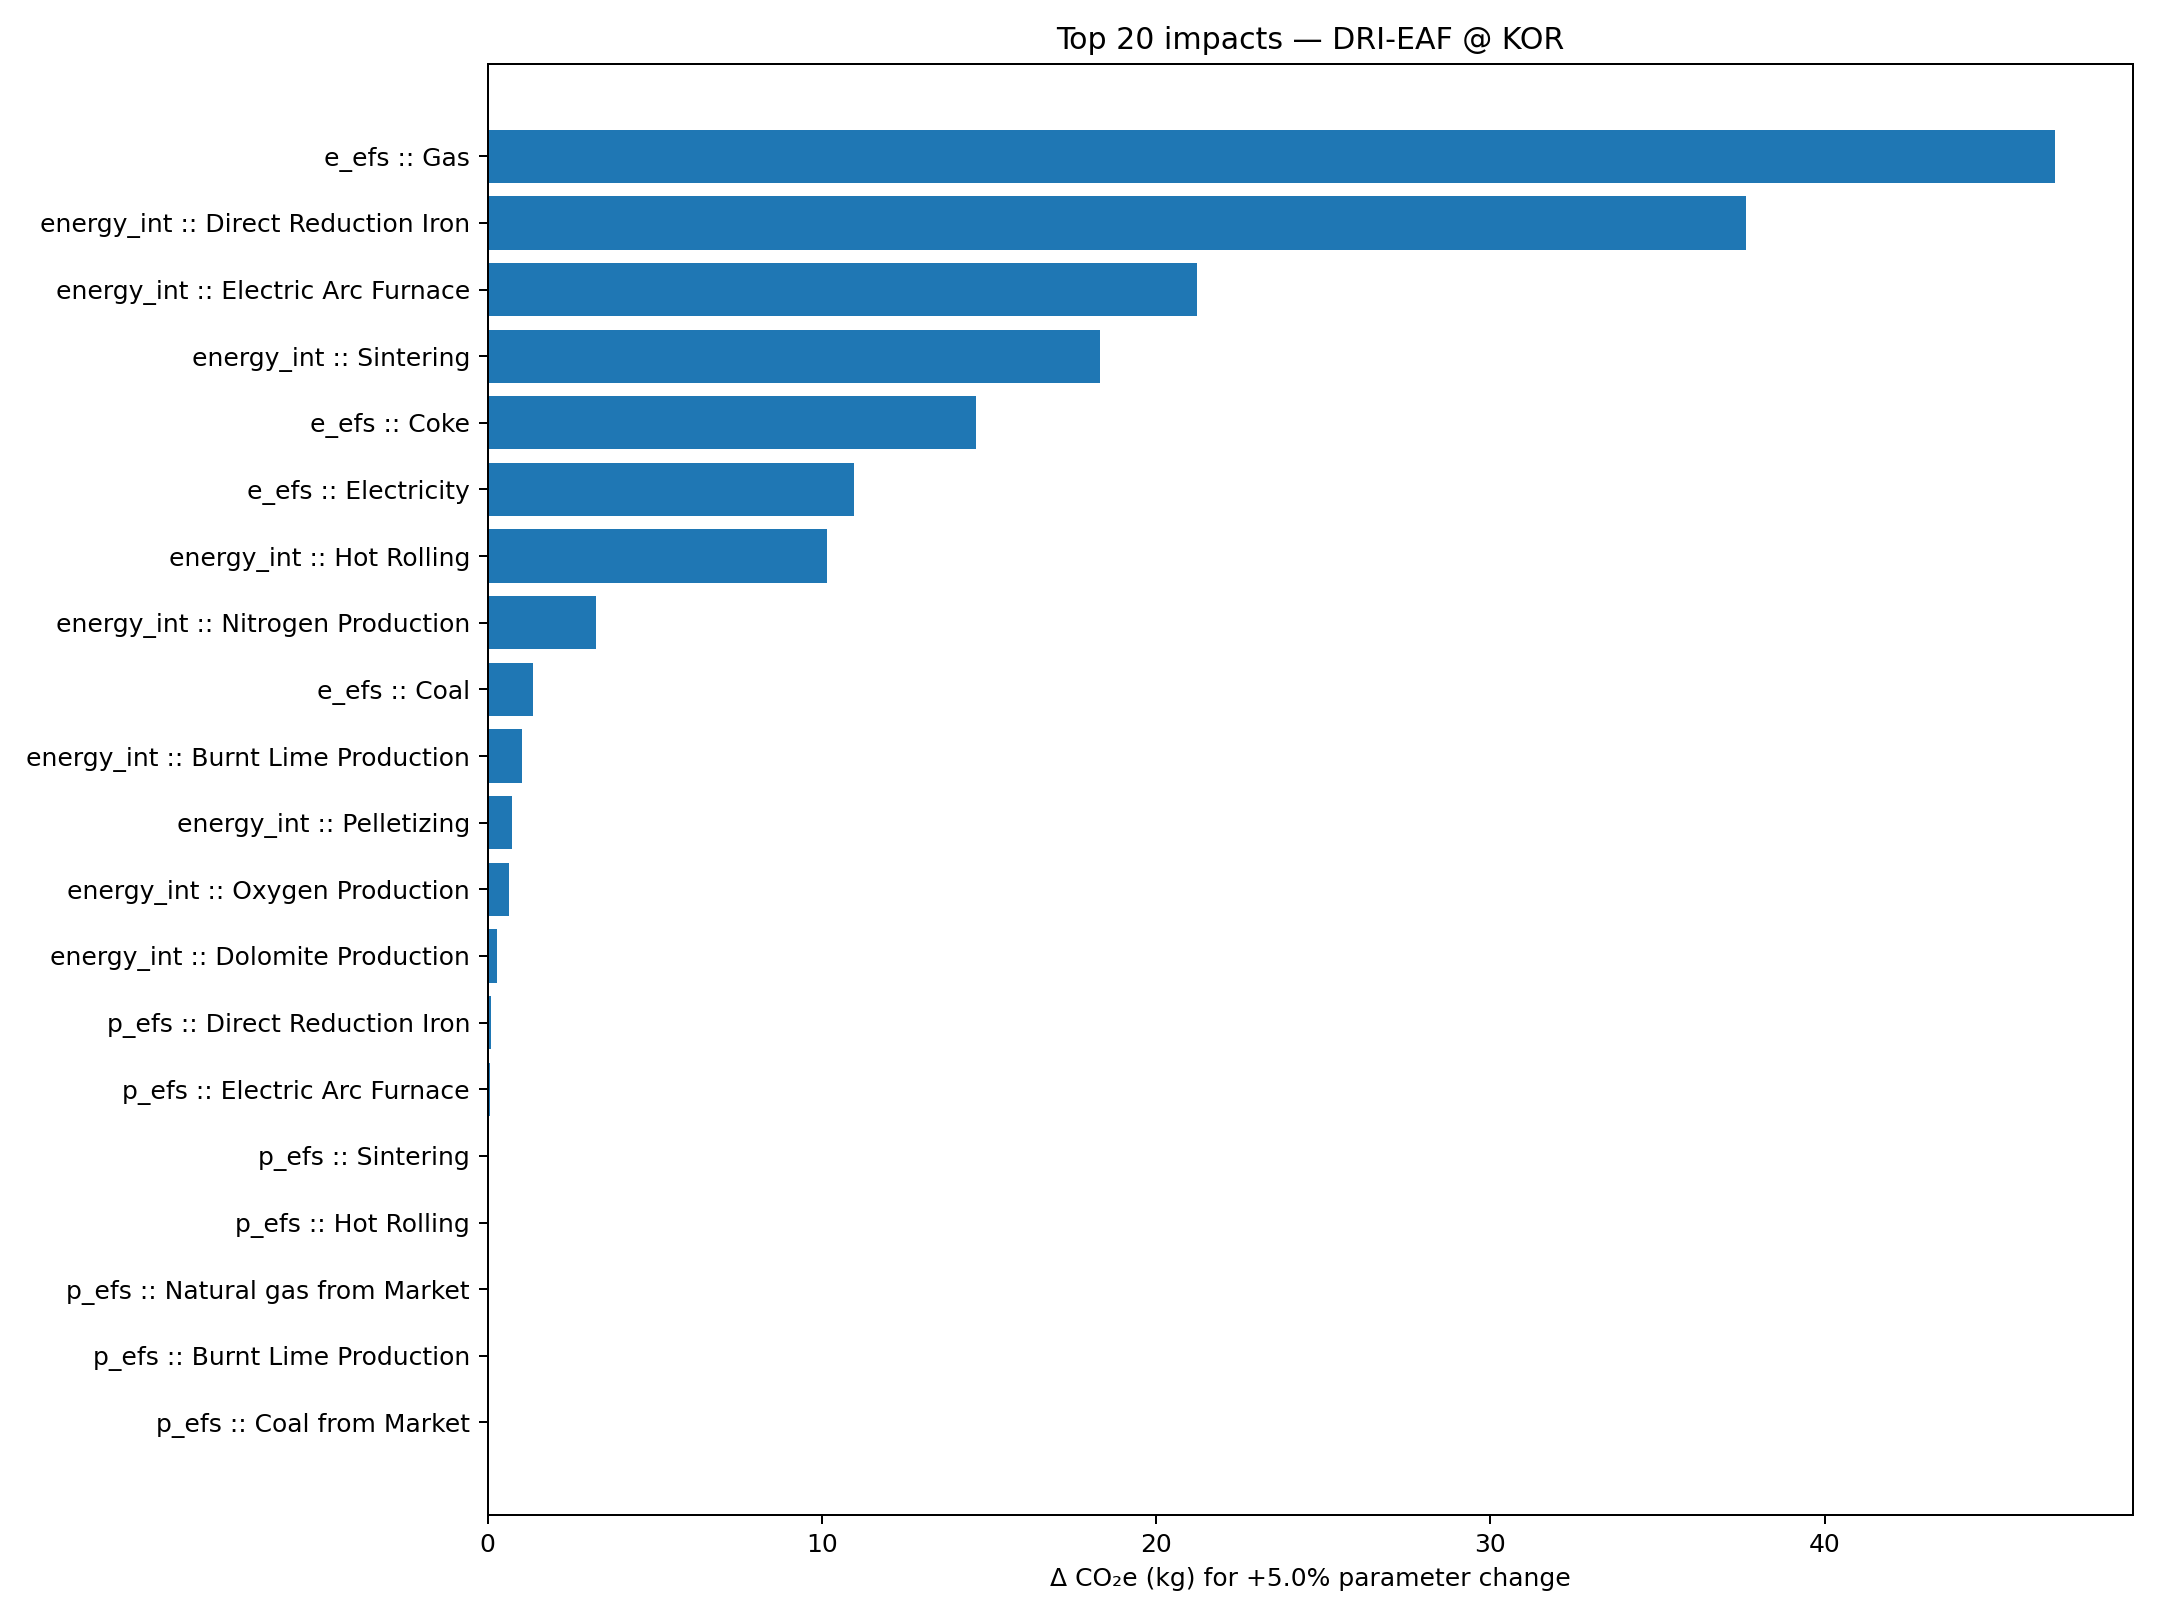 Top 20 impacts — DRI-EAF @ KOR
e_efs :: Gas
energy_int :: Direct Reduction Iron
energy_int :: Electric Arc Furnace
energy_int :: Sintering
e_efs :: Coke
e_efs :: Electricity
energy_int :: Hot Rolling
energy_int :: Nitrogen Production
e_efs :: Coal
energy_int :: Burnt Lime Production
energy_int :: Pelletizing
energy_int :: Oxygen Production
energy_int :: Dolomite Production
p_efs :: Direct Reduction Iron
p_efs :: Electric Arc Furnace
p_efs :: Sintering
p_efs :: Hot Rolling
p_efs :: Natural gas from Market
p_efs :: Burnt Lime Production
p_efs :: Coal from Market
0 10 20 30 40
Δ CO₂e (kg) for +5.0% parameter change